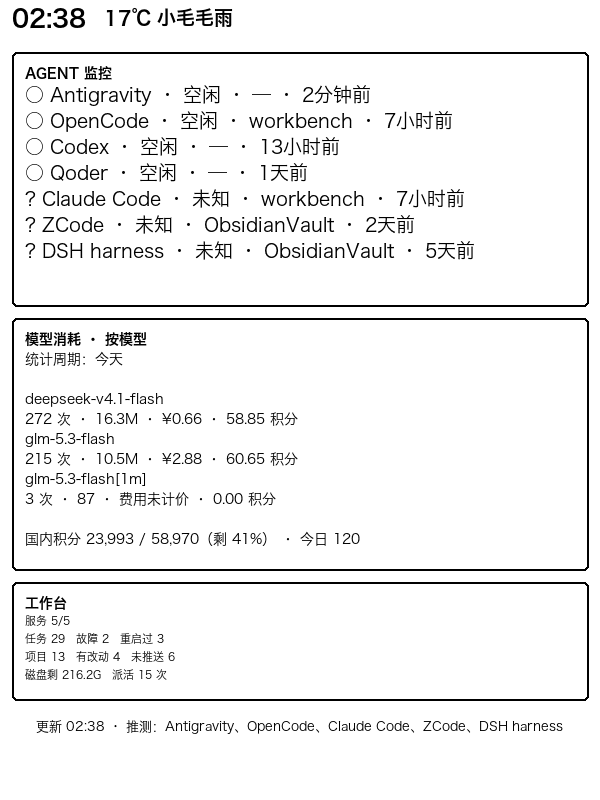 02:38 17℃ 小毛毛雨
AGENT 监控
○ Antigravity · 空闲 · — · 2分钟前
○ OpenCode · 空闲 · workbench · 7小时前
○ Codex · 空闲 · — · 13小时前
○ Qoder · 空闲 · — · 1天前
? Claude Code · 未知 · workbench · 7小时前
? ZCode · 未知 · ObsidianVault · 2天前
? DSH harness · 未知 · ObsidianVault · 5天前
模型消耗 · 按模型
统计周期：今天
deepseek-v4.1-flash
272 次 · 16.3M · ¥0.66 · 58.85 积分
glm-5.3-flash
215 次 · 10.5M · ¥2.88 · 60.65 积分
glm-5.3-flash[1m]
3 次 · 87 · 费用未计价 · 0.00 积分
国内积分 23,993 / 58,970（剩 41%） · 今日 120
工作台
服务 5/5
任务 29 故障 2 重启过 3
项目 13 有改动 4 未推送 6
磁盘剩 216.2G 派活 15 次
更新 02:38 · 推测：Antigravity、OpenCode、Claude Code、ZCode、DSH harness